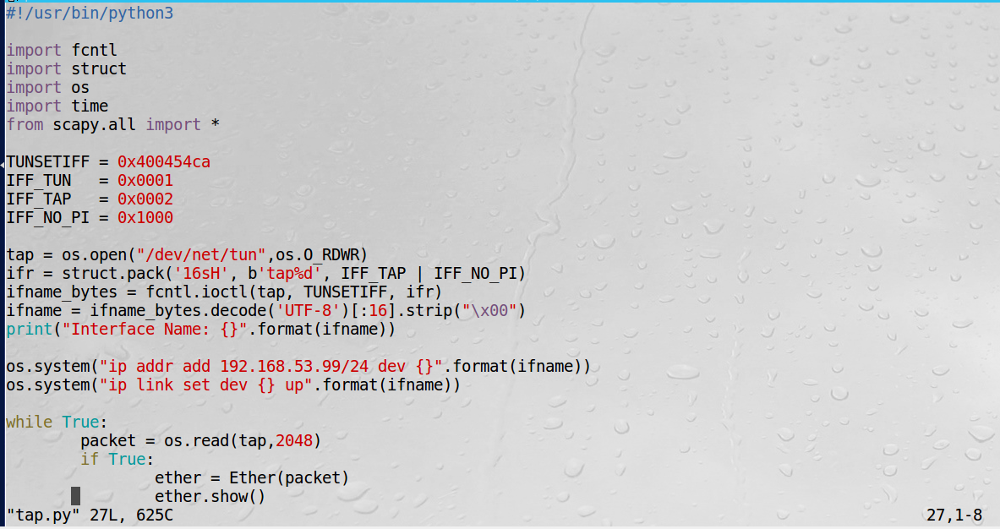 #!/usr/bin/python3
import fcntl
import struct
import os
import time
from scapy.all import *
TUNSETIFF = 0x400454ca
IFF_TUN   = 0x0001
IFF_TAP   = 0x0002
IFF_NO_PI = 0x1000
tap = os.open("/dev/net/tun",os.O_RDWR)
ifr = struct.pack('16sH', b'tap%d', IFF_TAP | IFF_NO_PI)
ifname_bytes = fcntl.ioctl(tap, TUNSETIFF, ifr)
ifname = ifname_bytes.decode('UTF-8')[:16].strip("\x00")
print("Interface Name: {}".format(ifname))
os.system("ip addr add 192.168.53.99/24 dev {}".format(ifname))
os.system("ip link set dev {} up".format(ifname))
while True:
        packet = os.read(tap,2048)
        if True:
                ether = Ether(packet)
                ether.show()
"tap.py" 27L, 625C 27,1-8